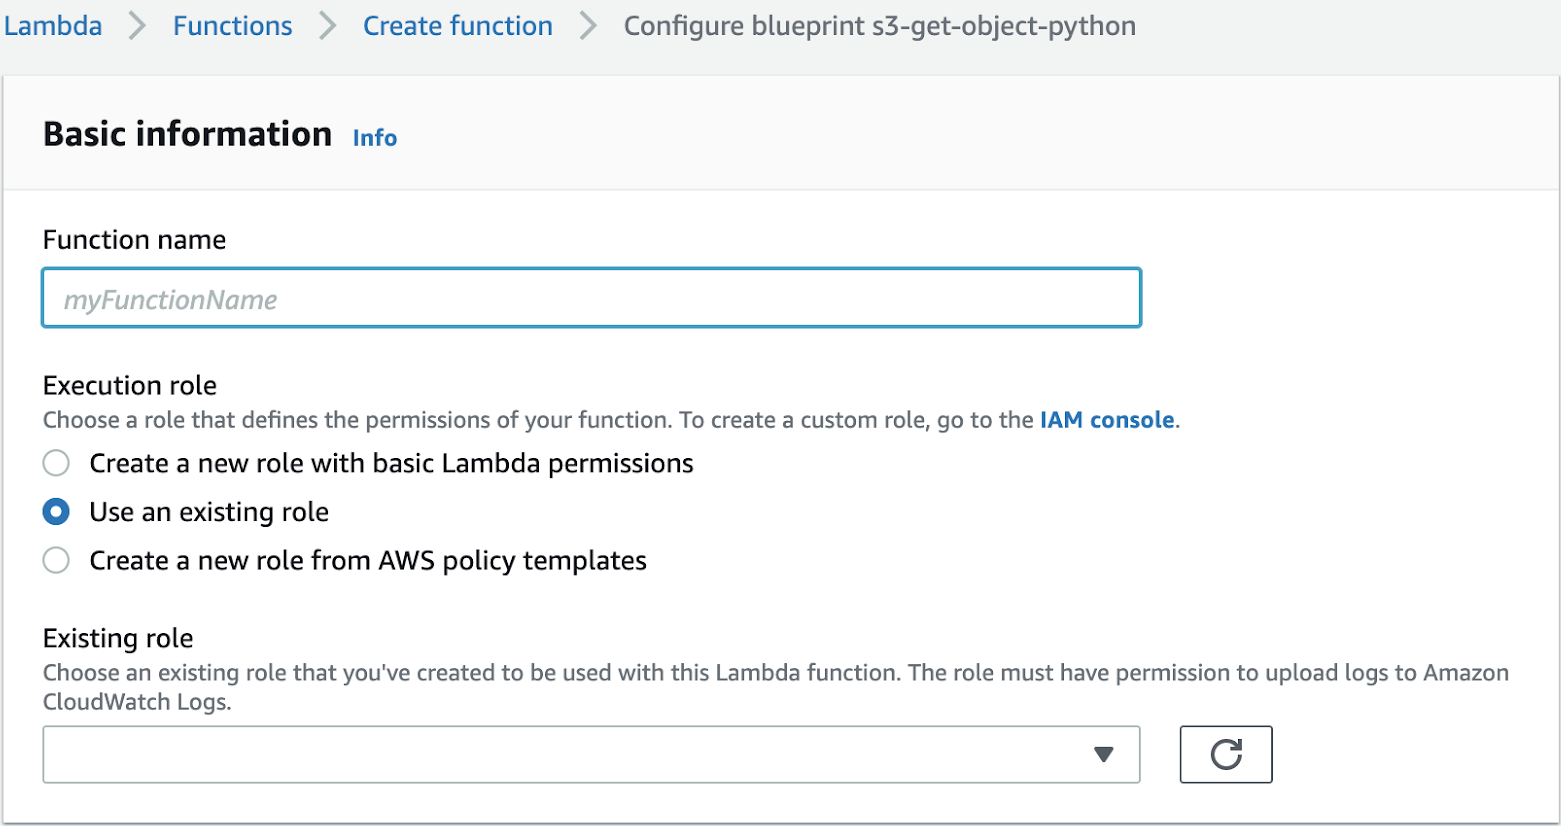 Lambda > Functions > Create function > Configure blueprint s3-get-object-python
Basic information Info
Function name
myFunctionName
Execution role
Choose a role that defines the permissions of your function. To create a custom role, go to the IAM console.
Create a new role with basic Lambda permissions
Use an existing role
Create a new role from AWS policy templates
Existing role
Choose an existing role that you've created to be used with this Lambda function. The role must have permission to upload logs to Amazon
CloudWatch Logs.